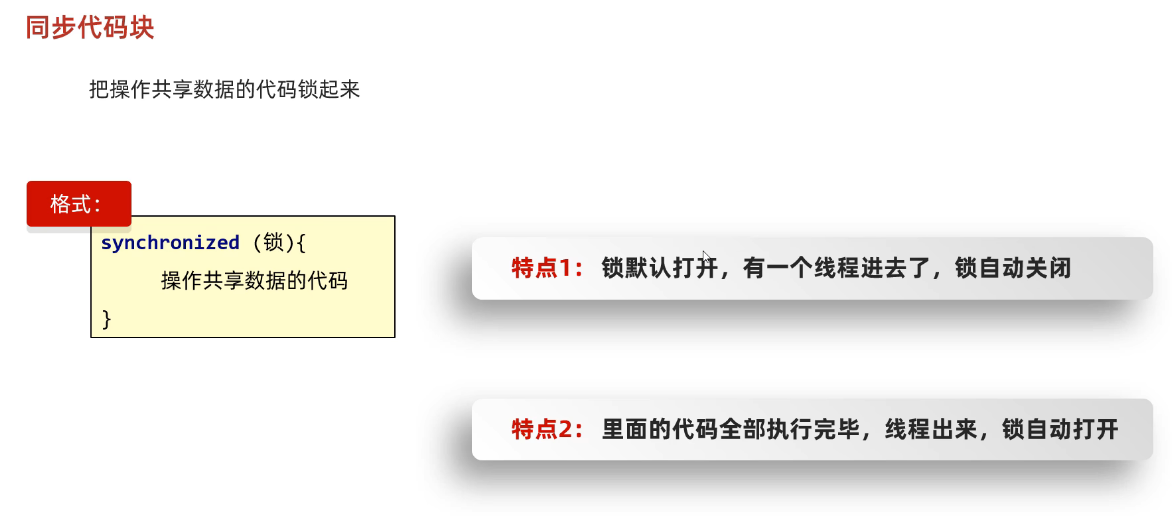 同步代码块
把操作共享数据的代码锁起来
格式：
synchronized (锁){
操作共享数据的代码
}
特点1： 锁默认打开，有一个线程进去了，锁自动关闭
特点2： 里面的代码全部执行完毕，线程出来，锁自动打开